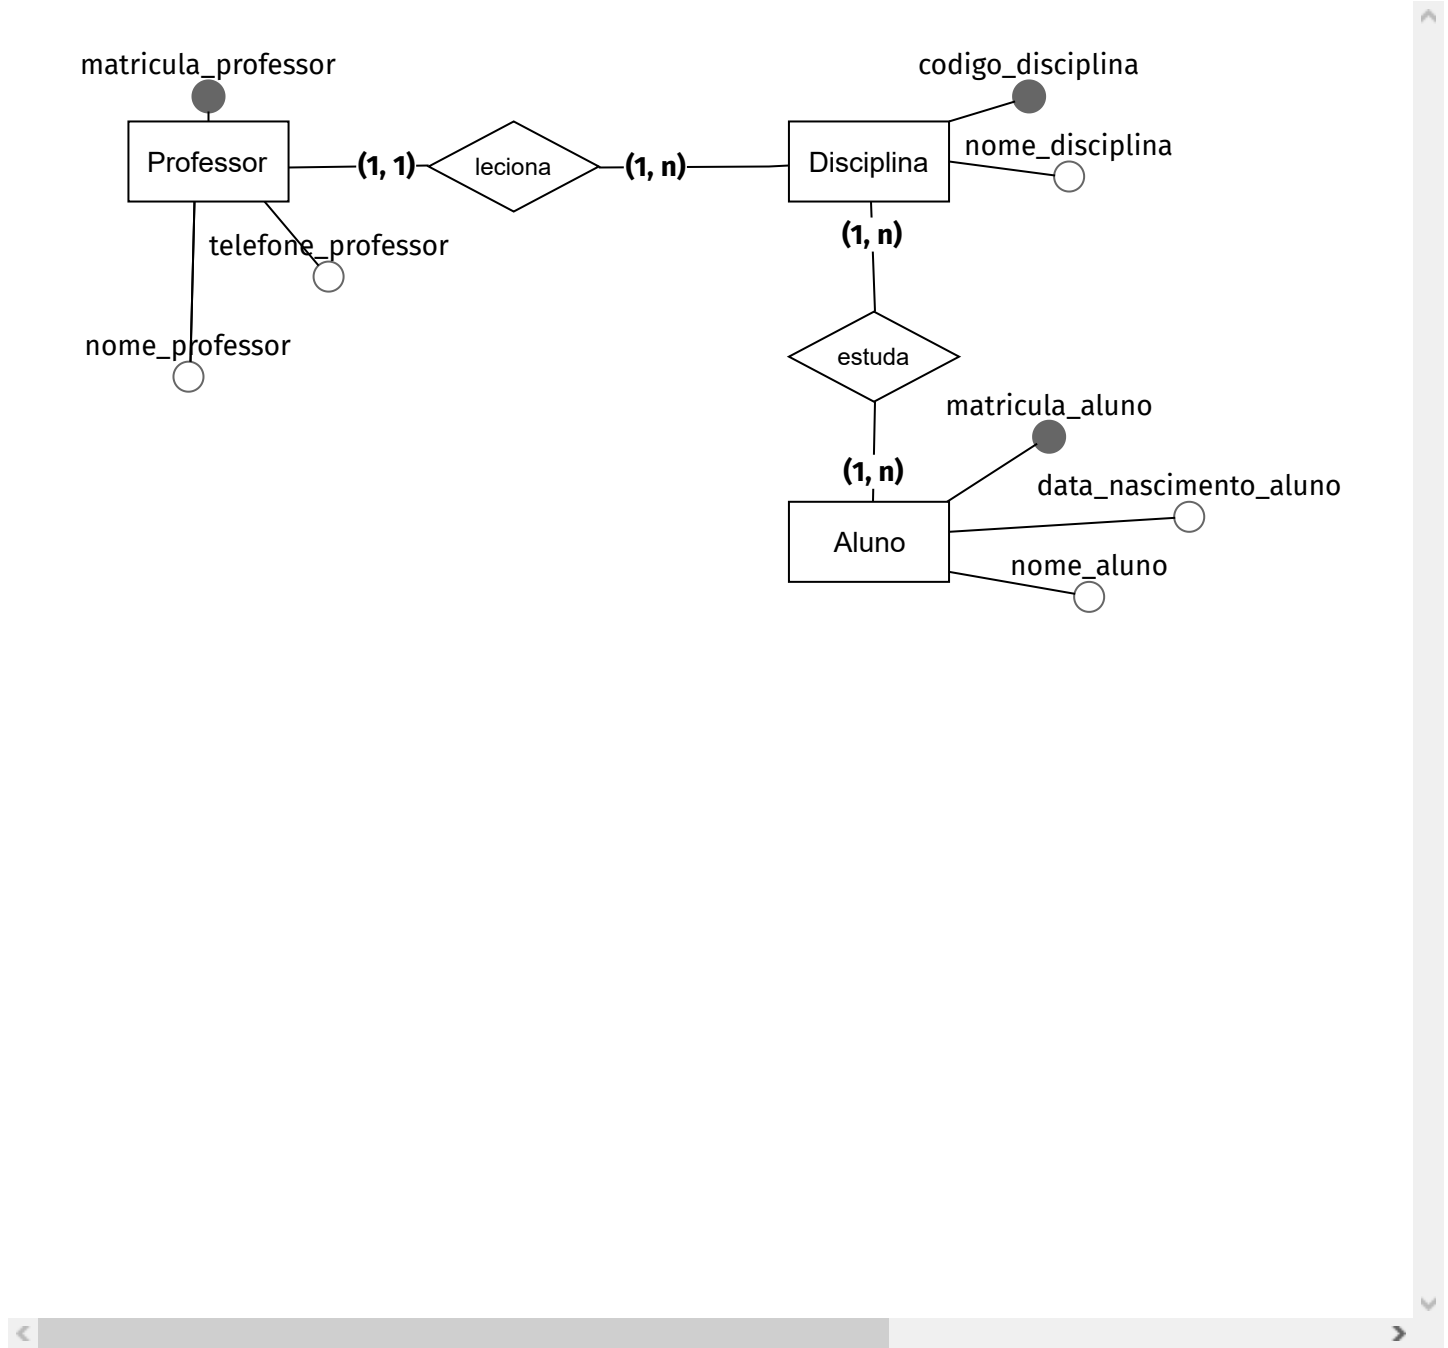 matricula_professor
codigo_disciplina
nome_disciplina
Professor
(1, 1)
leciona
(1, n)
Disciplina
telefone_professor
(1, n)
nome_professor
estuda
matricula_aluno
(1, n)
data_nascimento_aluno
Aluno
nome_aluno